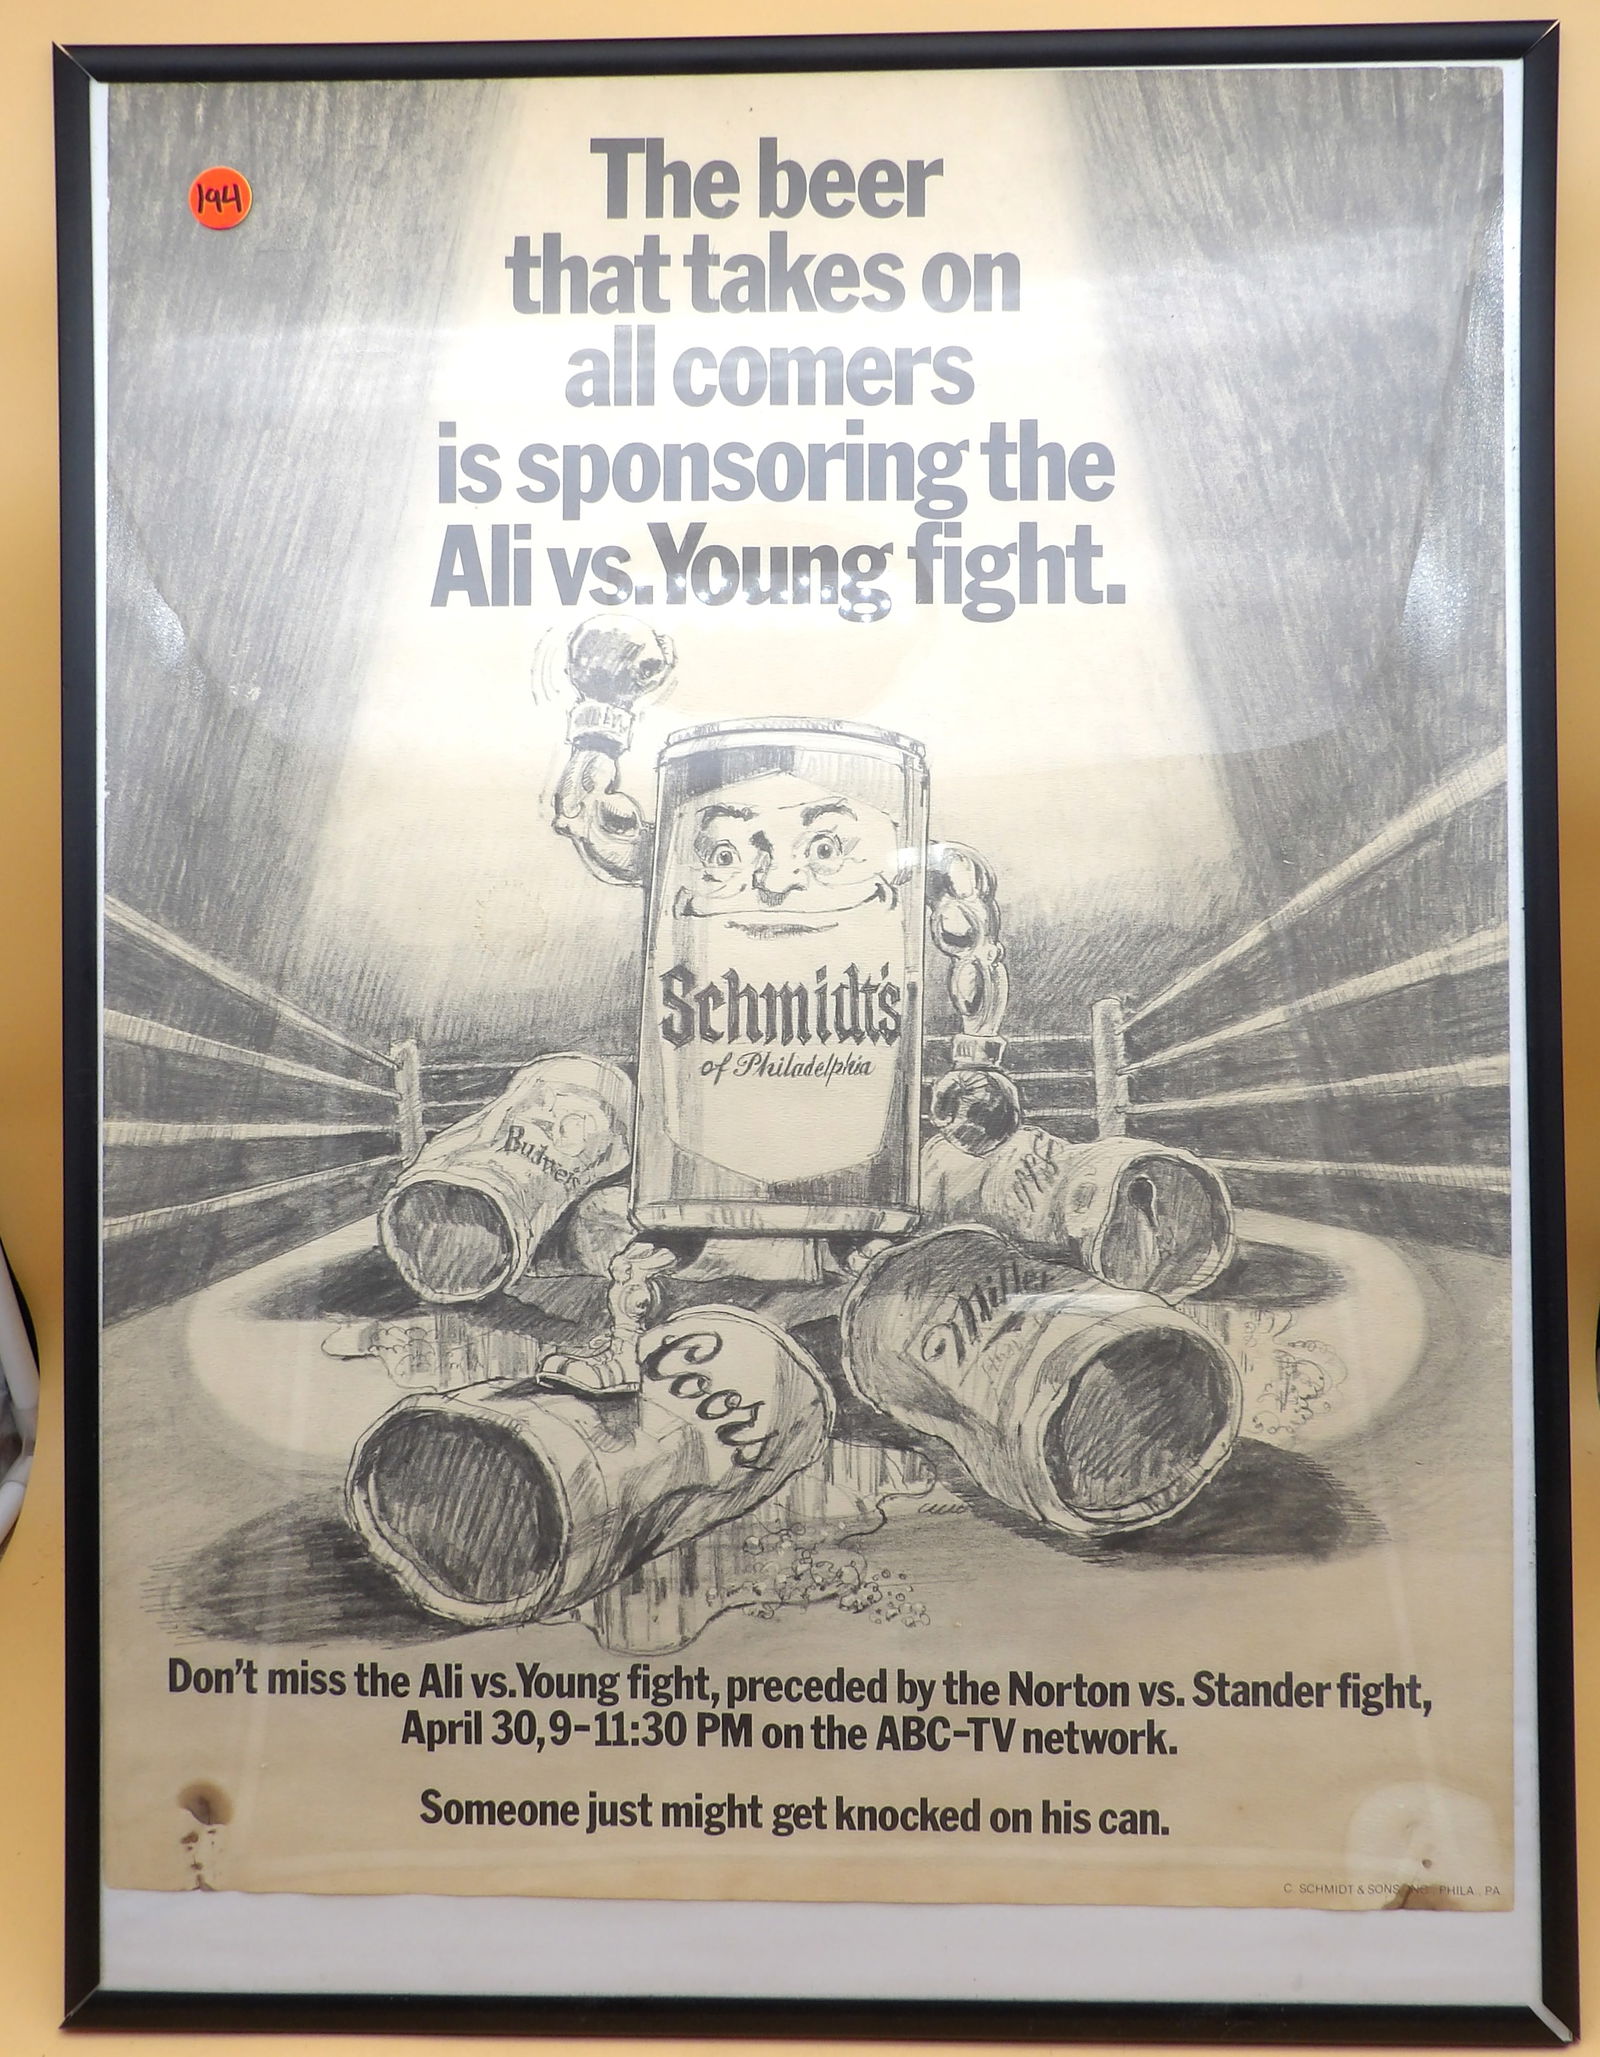 194
The beer
that takes on
all comers
is sponsoring the
Ali vs. Young fight.
Schmidt's
of Philadelphia
Budweis
Miller
Coors
Don't miss the Ali vs. Young fight, preceded by the Norton vs. Stander fight,
April 30, 9-11:30 PM on the ABC-TV network.
Someone just might get knocked on his can.
C. SCHMIDT & SONS, INC., PHILA., PA